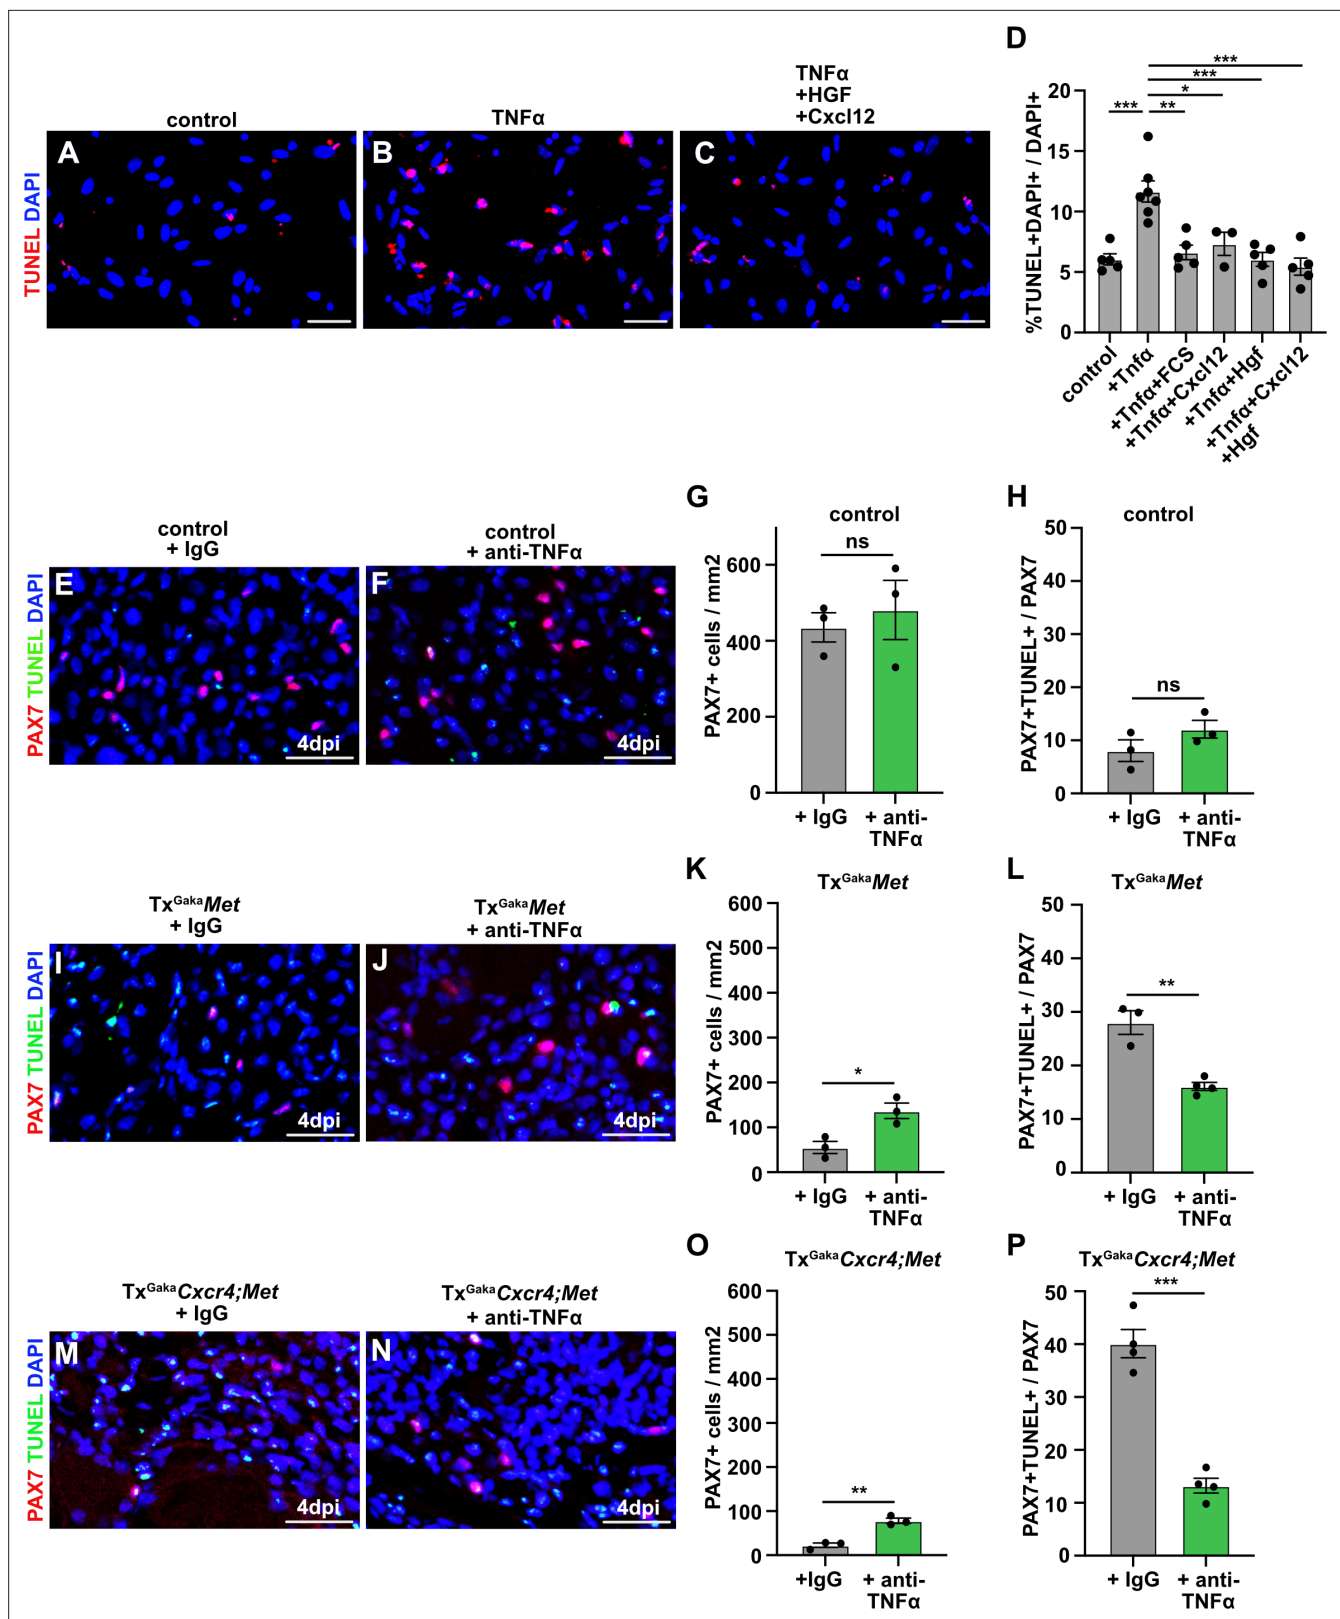 D
TNFα
+HGF
+Cxcl12
control
TNFα
A
B
C
TUNEL DAPI
%TUNEL+DAPI+ / DAPI+
20
15
10
5
0
***
***
*
***
**
control
+Tnfα
+Tnfα+FCS
+Tnfα+Cxcl12
+Tnfα+Hgf
+Tnfα+Cxcl12
+Hgf
control
+ IgG
control
+ anti-TNFα
E
F
4dpi
4dpi
PAX7 TUNEL DAPI
G
control
ns
PAX7+ cells / mm2
600
400
200
0
+ IgG
+ anti-
TNFα
H
control
ns
PAX7+TUNEL+ / PAX7
50
40
30
20
10
0
+ IgG
+ anti-
TNFα
TxGakaMet
+ IgG
TxGakaMet
+ anti-TNFα
I
J
4dpi
4dpi
PAX7 TUNEL DAPI
K
TxGakaMet
*
PAX7+ cells / mm2
600
500
400
300
200
100
0
+ IgG
+ anti-
TNFα
L
TxGakaMet
**
PAX7+TUNEL+ / PAX7
50
40
30
20
10
0
+ IgG
+ anti-
TNFα
TxGakaCxcr4;Met
+ IgG
TxGakaCxcr4;Met
+ anti-TNFα
M
N
4dpi
4dpi
PAX7 TUNEL DAPI
O
TxGakaCxcr4;Met
**
PAX7+ cells / mm2
600
500
400
300
200
100
0
+IgG
+ anti-
TNFα
P
TxGakaCxcr4;Met
***
PAX7+TUNEL+ / PAX7
50
40
30
20
10
0
+ IgG
+ anti-
TNFα